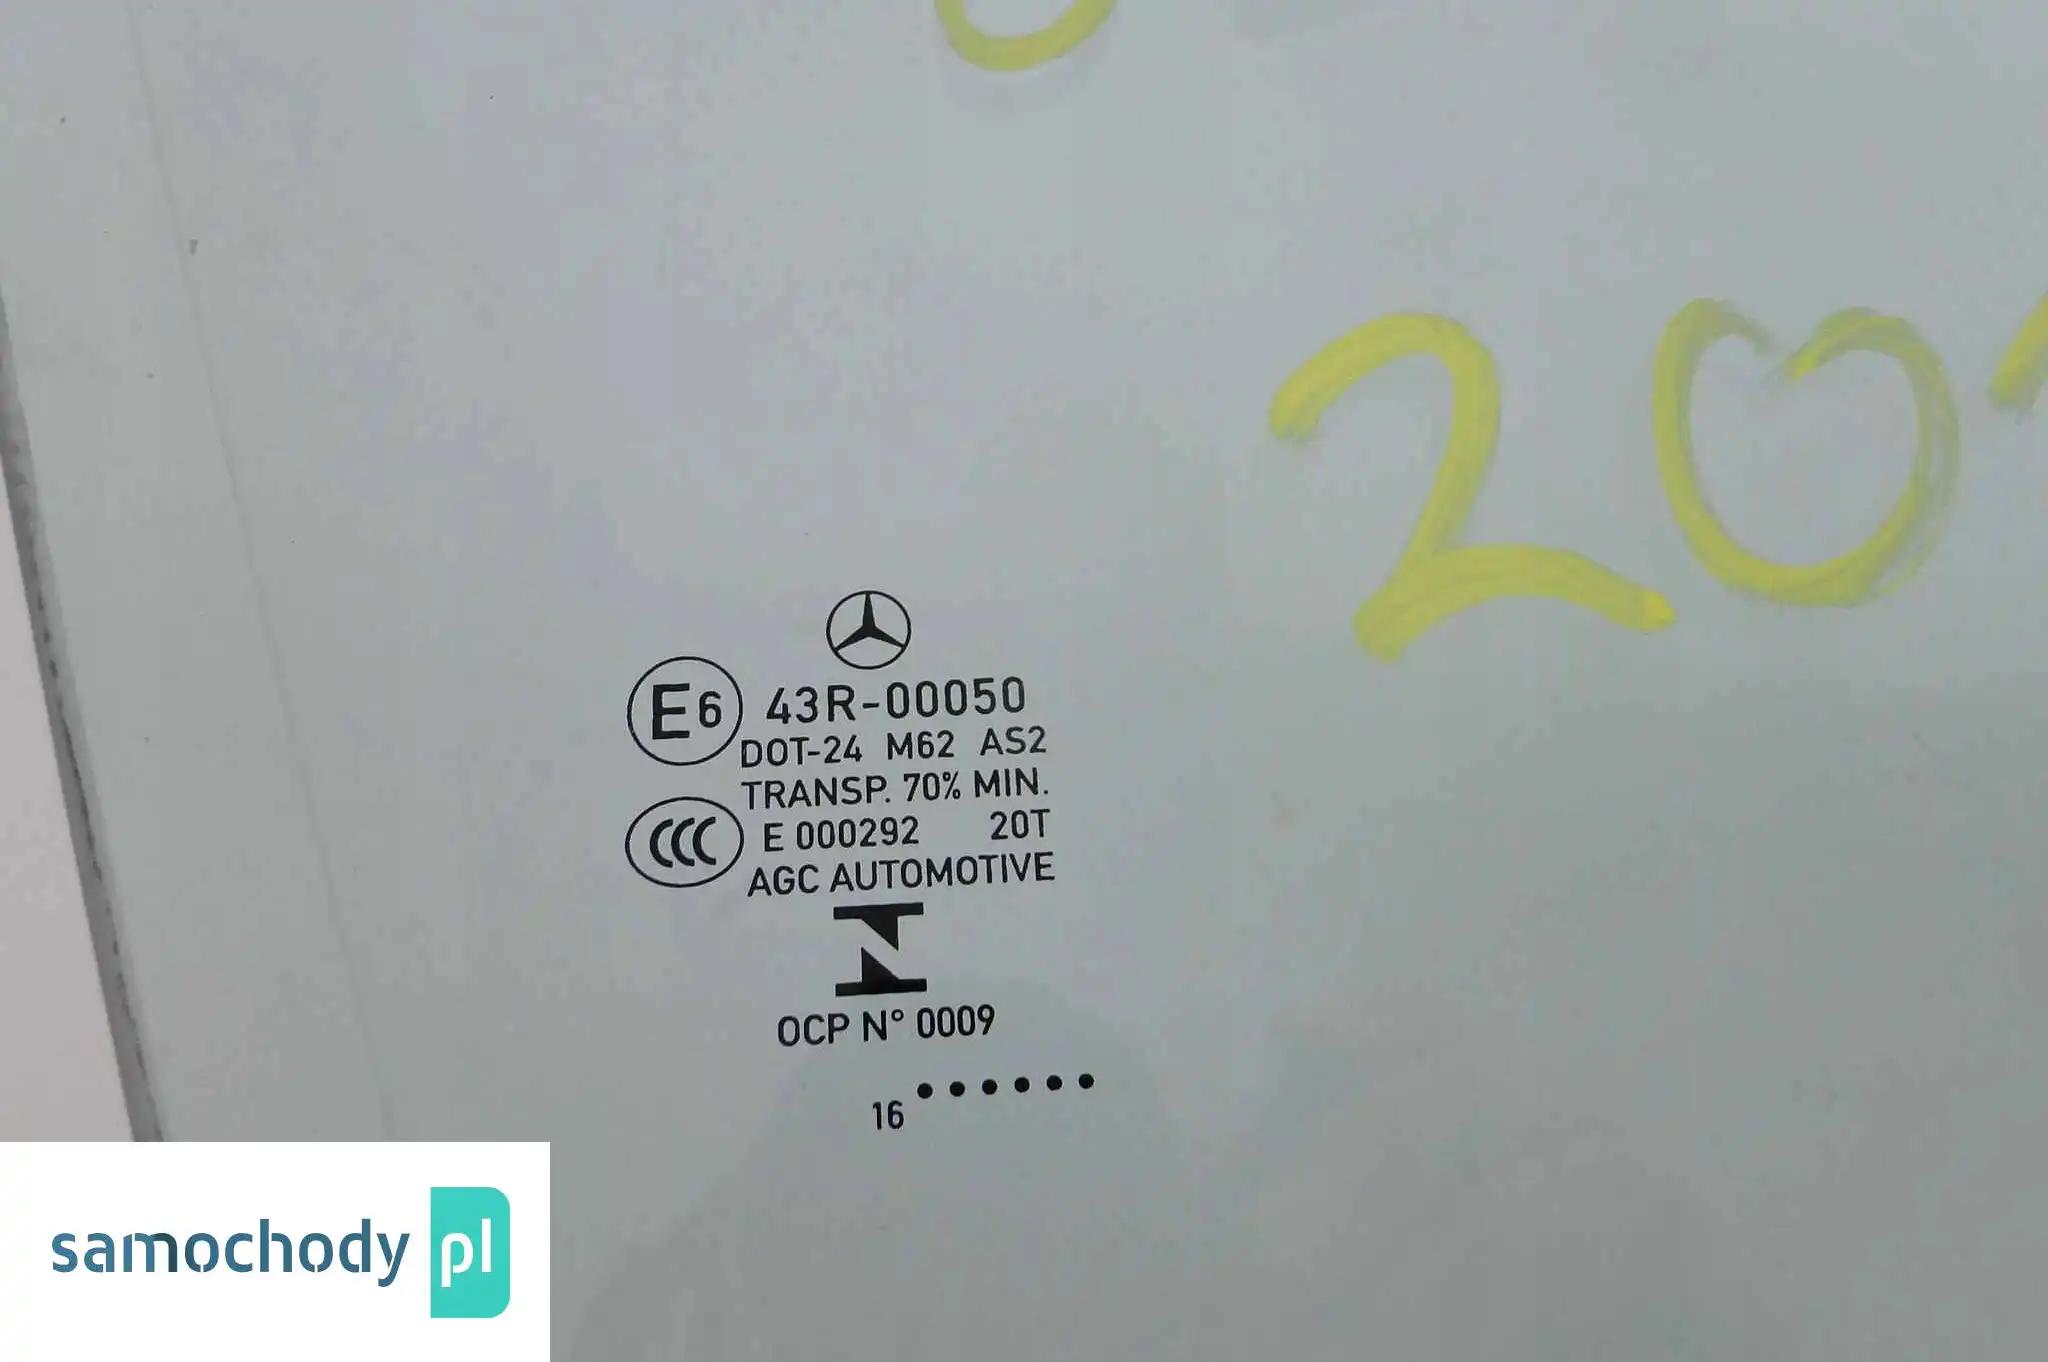 20
E6 43R-00050
DOT-24 M62 AS2
TRANSP. 70% MIN.
CCC E 000292 20T
AGC AUTOMOTIVE
OCP N° 0009
16 ••••••
samochody pl